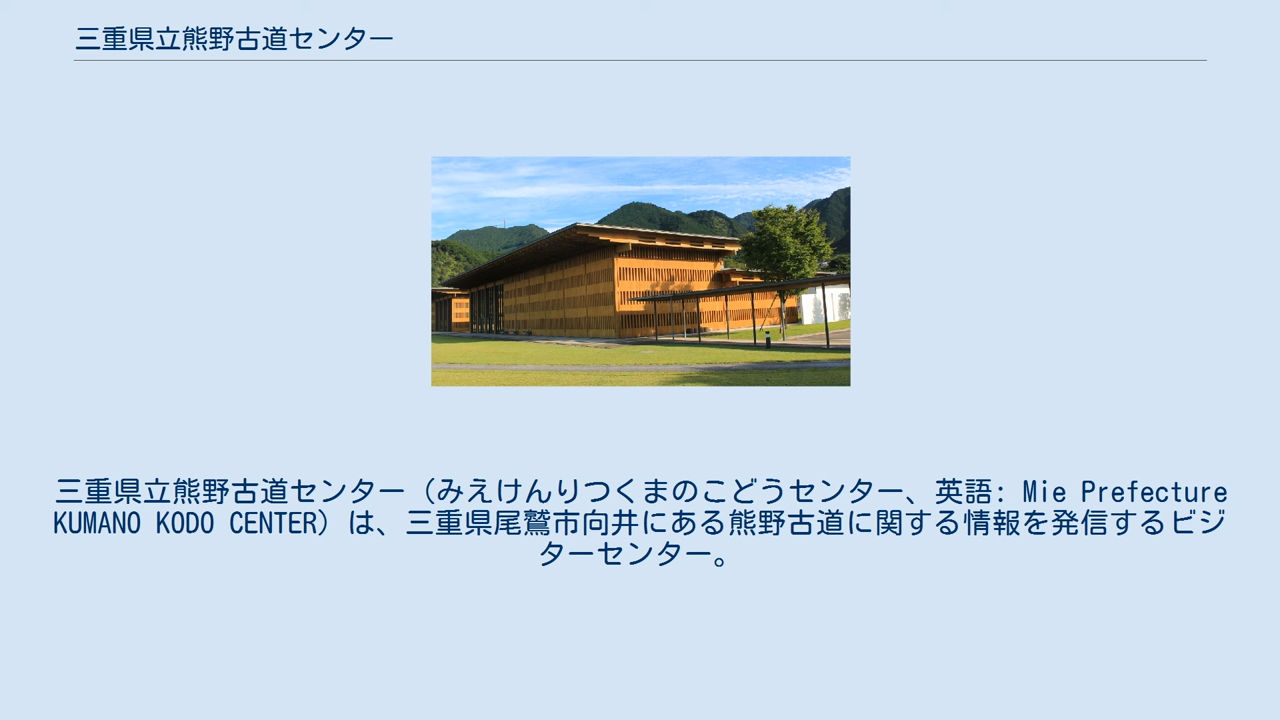 三重県立熊野古道センター
三重県立熊野古道センター（みえけんりつくまのこどうセンター、英語: Mie Prefecture
KUMANO KODO CENTER）は、三重県尾鷲市向井にある熊野古道に関する情報を発信するビジ
ターセンター。